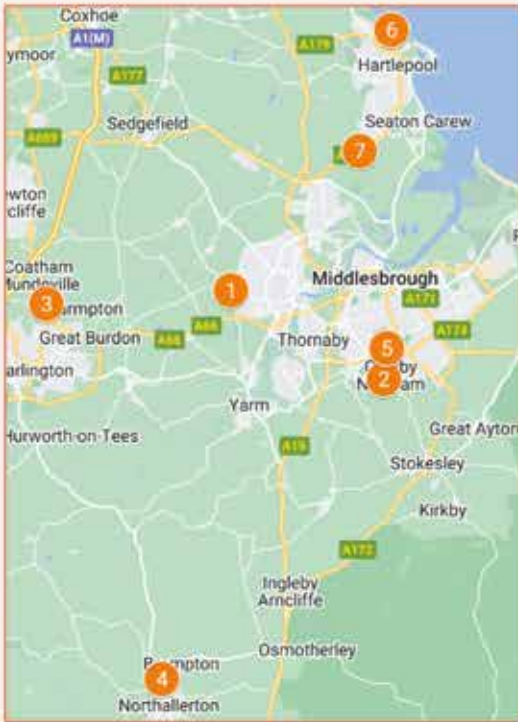 Coxhoe
A1(M)
ymoor
A179
6
Hartlepool
A177
Sedgefield
Seaton Carew
A689
7
ewton
cliffe
Coatham
Mundeville
1
Middlesbrough
A171
3
armpton
A66
A174
Great Burdon
A66
Thornaby
5
arlington
2
Yarm
Hurworth-on-Tees
Great Ayton
A19
Stokesley
Kirkby
A172
Ingleby
Arncliffe
Osmotherley
4
Northallerton